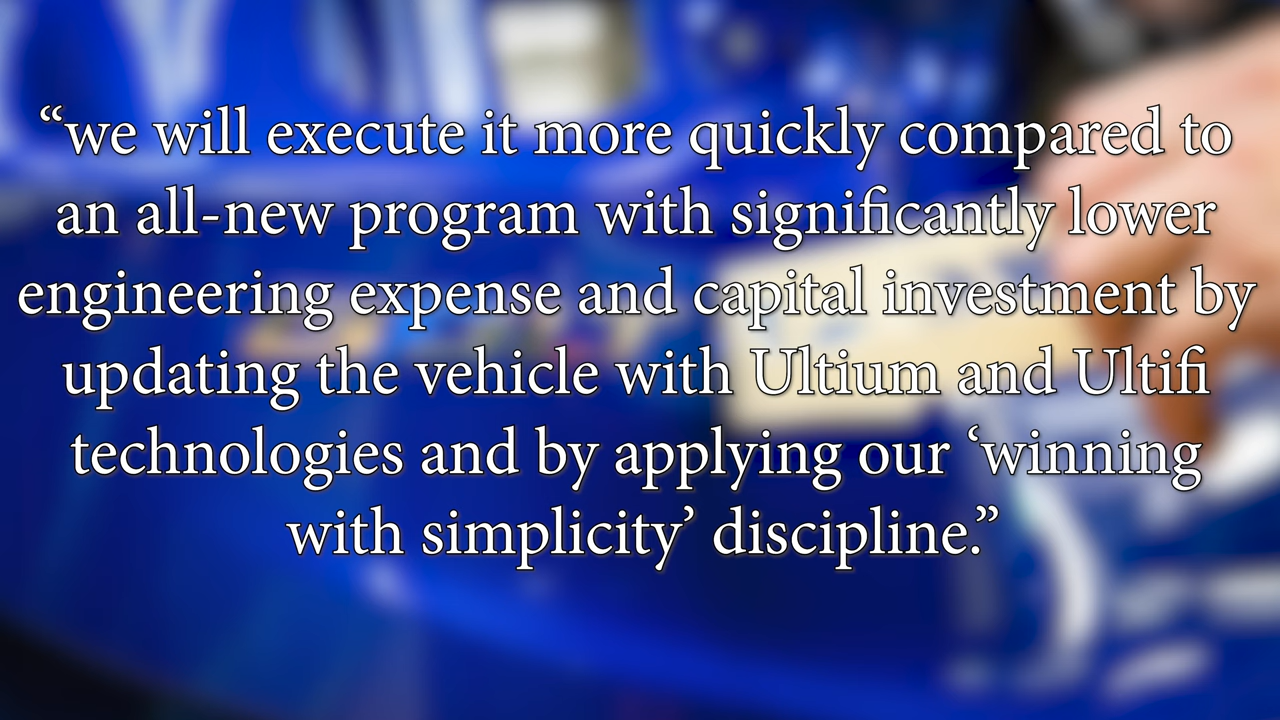 “we will execute it more quickly compared to
an all-new program with significantly lower
engineering expense and capital investment by
updating the vehicle with Ultium and Ultifi
technologies and by applying our ‘winning
with simplicity’ discipline.”